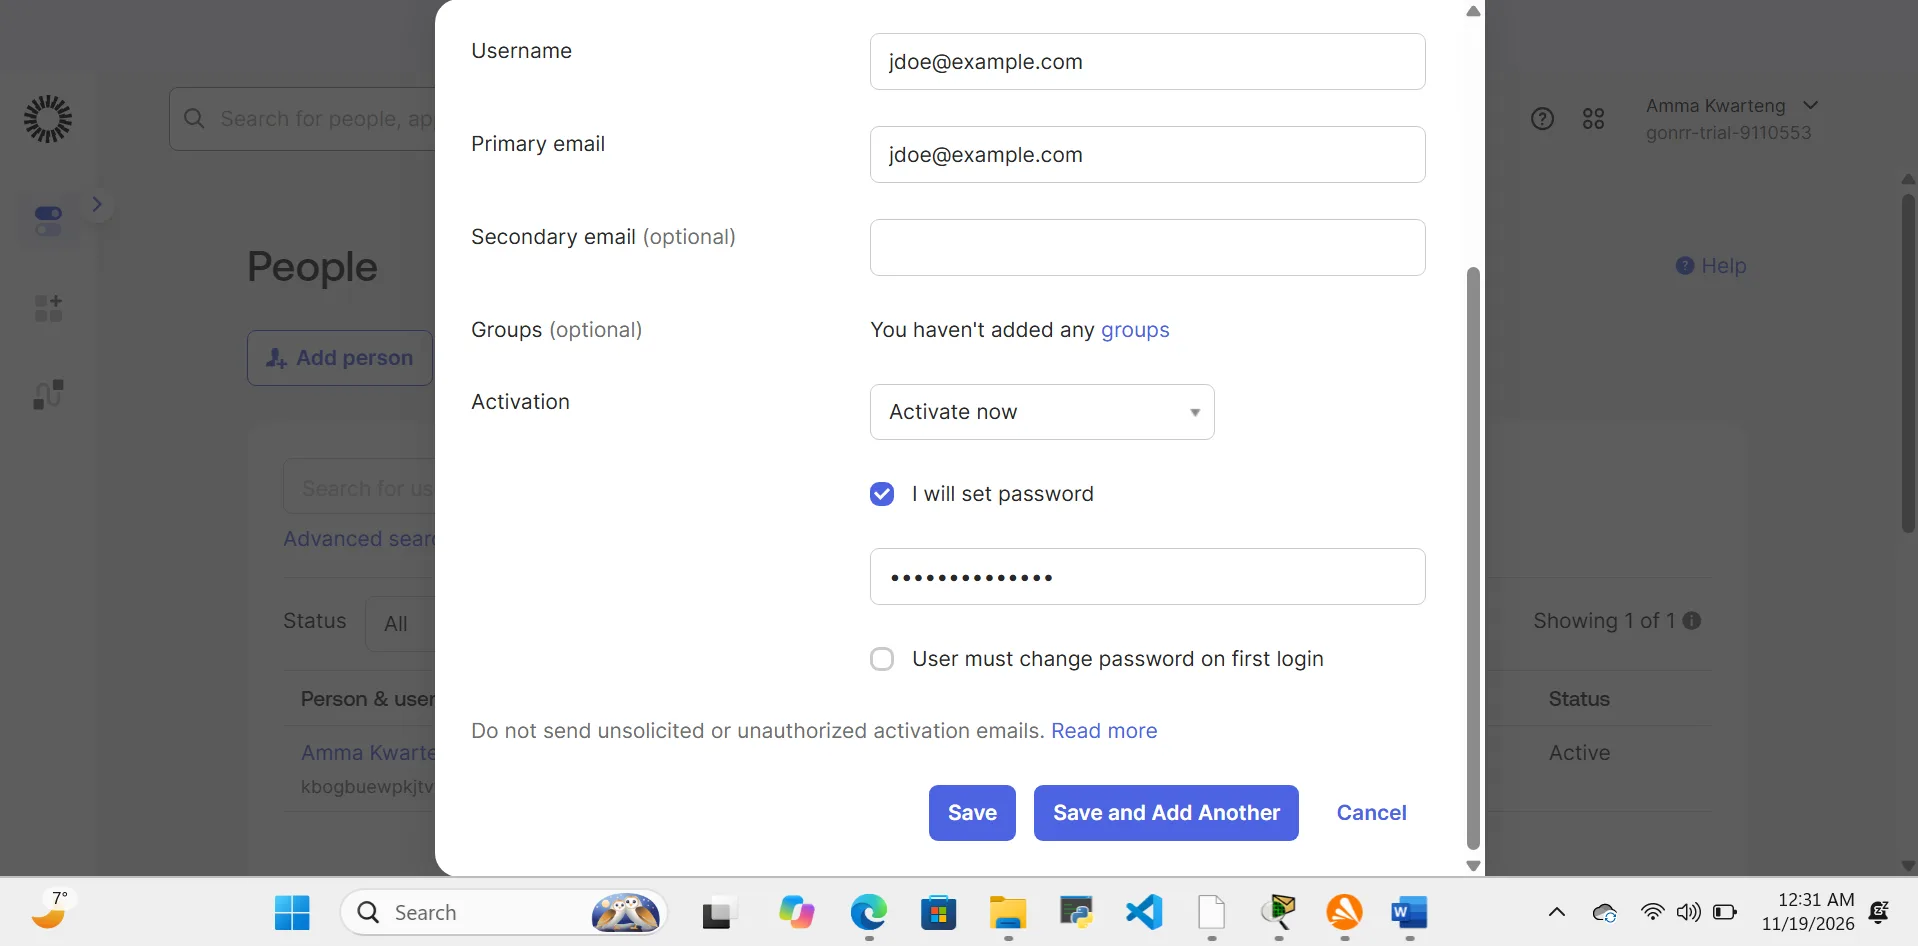 Username
jdoe@example.com
Search for people, ap
Amma Kwarteng
gonrr-trial-9110553
Primary email
jdoe@example.com
Secondary email (optional)
People
Help
Groups (optional)
You haven't added any groups
Add person
Activation
Activate now
Search for us
I will set password
Advanced sear
••••••••••••••
Status
All
Showing 1 of 1
User must change password on first login
Person & user
Status
Do not send unsolicited or unauthorized activation emails. Read more
Amma Kwarte
Active
kbogbuewpkjtv
Save
Save and Add Another
Cancel
7°
Search
12:31 AM
11/19/2026